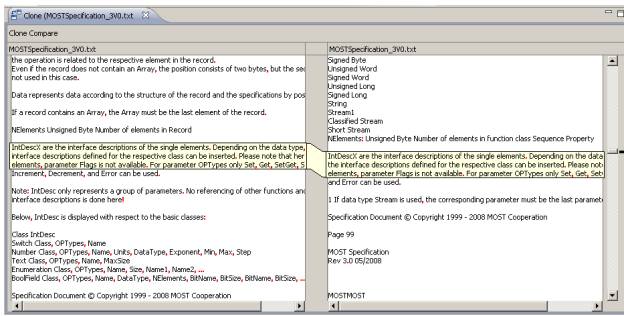 Clone (MOSTSpecification_3V0.txt
Clone Compare
MOSTSpecification_3V0.txt
the operation is related to the respective element in the record.
Even if the record does not contain an Array, the position consists of two bytes, but the sec
not used in this case.
Data represents data according to the structure of the record and the specifications by pos
If a record contains an Array, the Array must be the last element of the record.
NElements Unsigned Byte Number of elements in Record
IntDescX are the interface descriptions of the single elements. Depending on the data type,
interface descriptions defined for the respective class can be inserted. Please note that her
elements, parameter Flags is not available. For parameter OPTypes only Set, Get, SetGet, S
Increment, Decrement, and Error can be used.
Note: IntDesc only represents a group of parameters. No referencing of other functions and
interface descriptions is done here!
Below, IntDesc is displayed with respect to the basic classes:
Class IntDesc
Switch Class, OPTypes, Name
Number Class, OPTypes, Name, Units, DataType, Exponent, Min, Max, Step
Text Class, OPTypes, Name, MaxSize
Enumeration Class, OPTypes, Name, Size, Name1, Name2, ...
BoolField Class, OPTypes, Name, DataType, NElements, BitName, BitSize, BitName, BitSize, ...
Specification Document © Copyright 1999 - 2008 MOST Cooperation
MOSTSpecification_3V0.txt
Signed Byte
Unsigned Word
Signed Word
Unsigned Long
Signed Long
String
Stream1
Classified Stream
Short Stream
NElements: Unsigned Byte Number of elements in function class Sequence Property
IntDescX are the interface descriptions of the single elements. Depending on the data
the interface descriptions defined for the respective class can be inserted. Please note
elements, parameter Flags is not available. For parameter OPTypes only Set, Get, Set
and Error can be used.
1 If data type Stream is used, the corresponding parameter must be the last paramet
Specification Document © Copyright 1999 - 2008 MOST Cooperation
Page 99
MOST Specification
Rev 3.0 05/2008
MOSTMOST